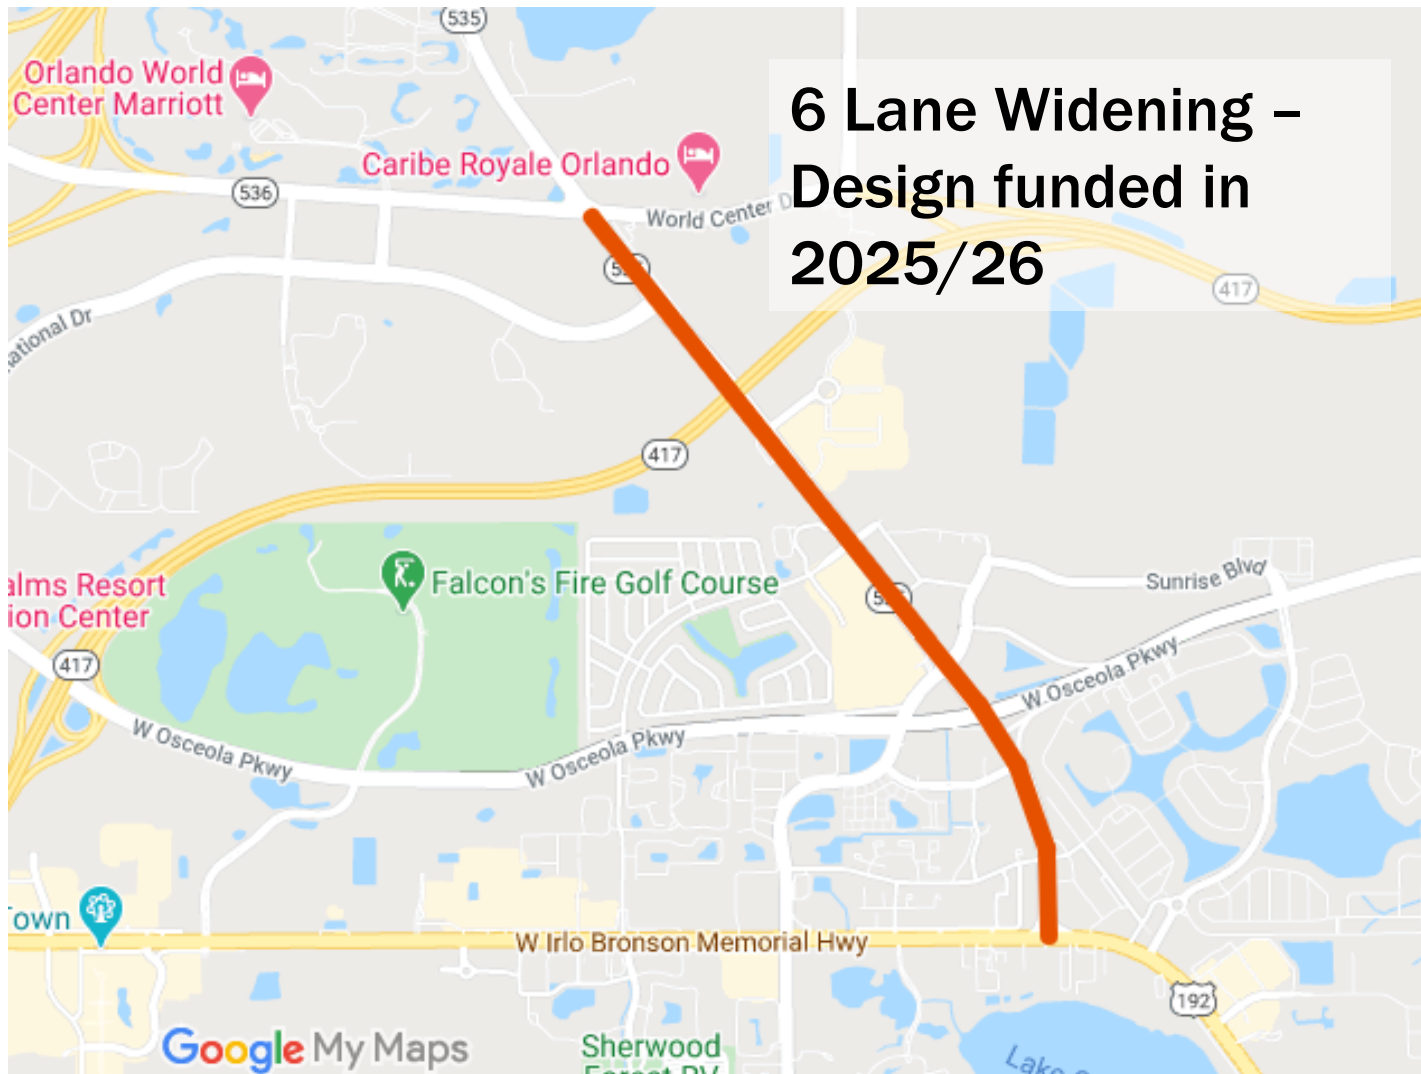 535
Orlando World
Center Marriott
6 Lane Widening –
Design funded in
2025/26
Caribe Royale Orlando
536
World Center D
417
417
Falcon's Fire Golf Course
Sunrise Blvd
alms Resort
ion Center
417
W Osceola Pkwy
W Osceola Pkwy
W Osceola Pkwy
Town
W Irlo Bronson Memorial Hwy
192
Google My Maps
Sherwood
Lake